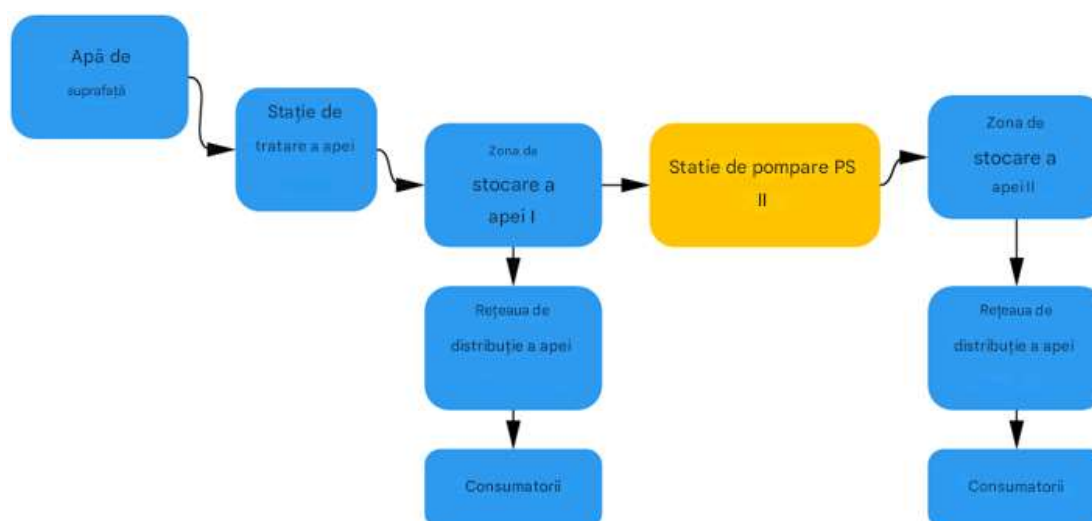 Apă de
suprafață
Stație de
tratare a apei
Zona de
stocare a
apei I
Statie de pompare PS
II
Zona de
stocare a
apei II
Rețeaua de
distribuție a apei
Rețeaua de
distribuție a apei
Consumatorii
Consumatorii